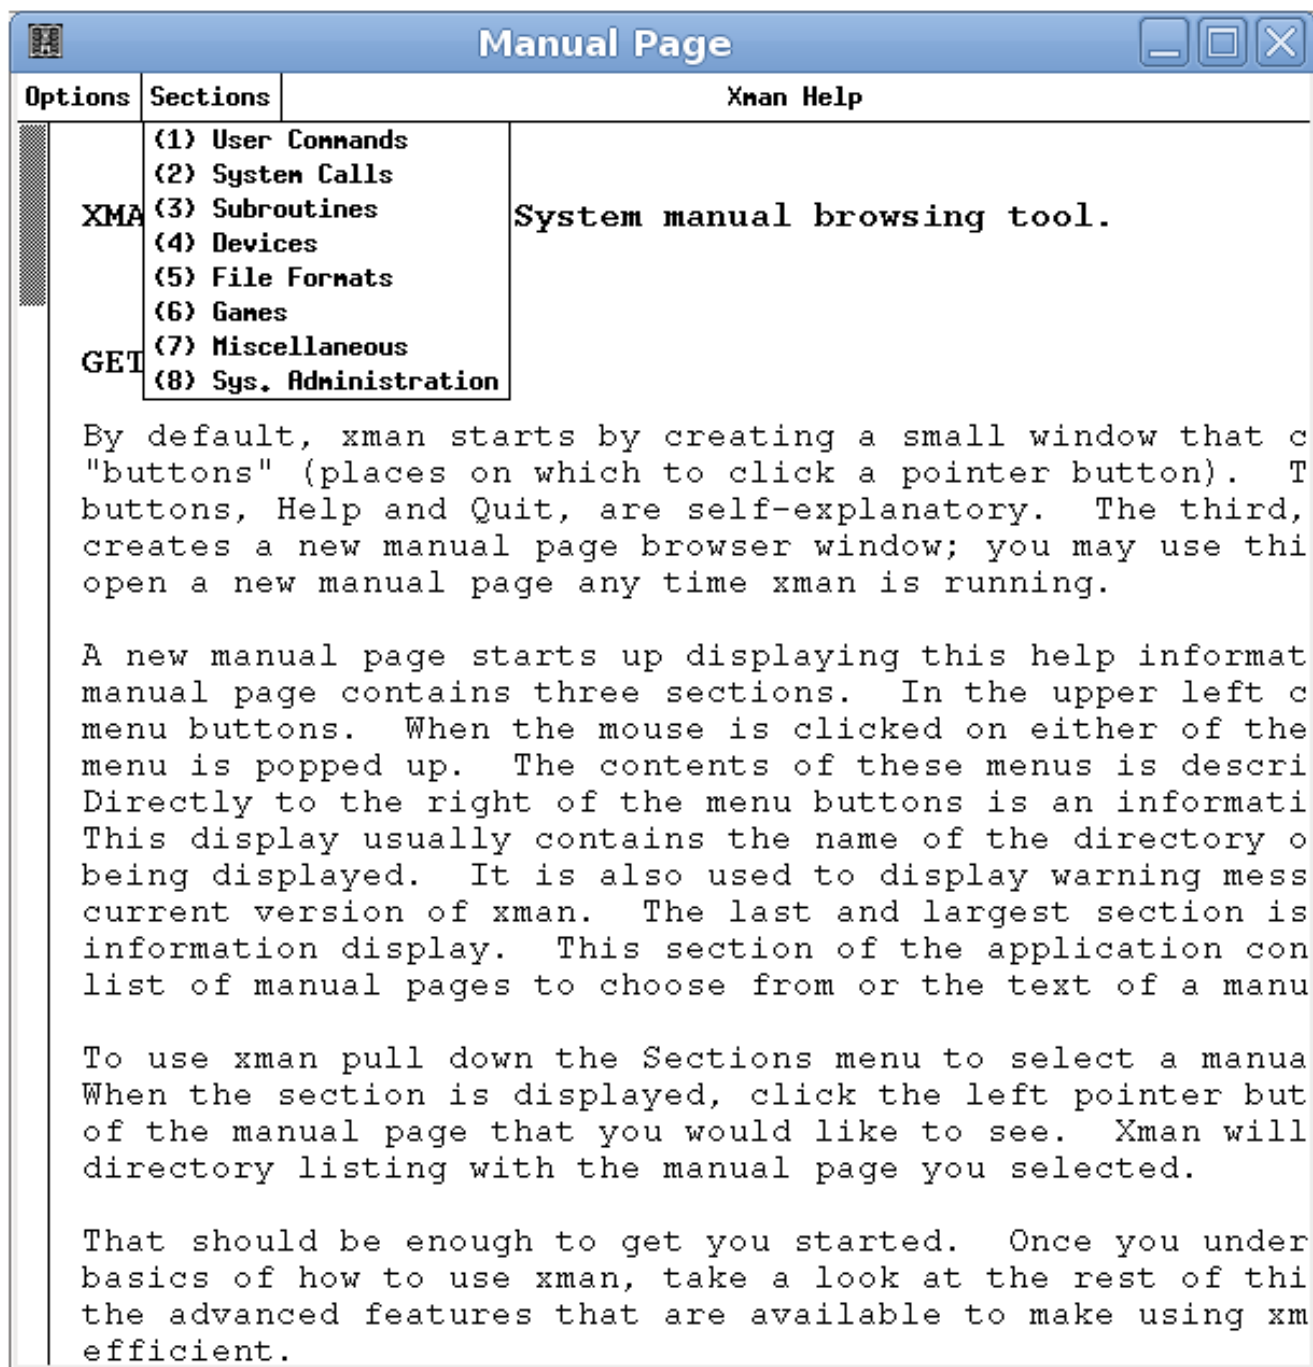 Manual Page
Options Sections Xman Help
(1) User Commands
(2) System Calls
(3) Subroutines
(4) Devices
(5) File Formats
(6) Games
(7) Miscellaneous
(8) Sys. Administration
XMA System manual browsing tool.
GET
By default, xman starts by creating a small window that c
"buttons" (places on which to click a pointer button).  T
buttons, Help and Quit, are self-explanatory.  The third,
creates a new manual page browser window; you may use thi
open a new manual page any time xman is running.
A new manual page starts up displaying this help informat
manual page contains three sections.  In the upper left c
menu buttons.  When the mouse is clicked on either of the
menu is popped up.  The contents of these menus is descri
Directly to the right of the menu buttons is an informati
This display usually contains the name of the directory o
being displayed.  It is also used to display warning mess
current version of xman.  The last and largest section is
information display.  This section of the application con
list of manual pages to choose from or the text of a manu
To use xman pull down the Sections menu to select a manua
When the section is displayed, click the left pointer but
of the manual page that you would like to see.  Xman will
directory listing with the manual page you selected.
That should be enough to get you started.  Once you under
basics of how to use xman, take a look at the rest of thi
the advanced features that are available to make using xm
efficient.